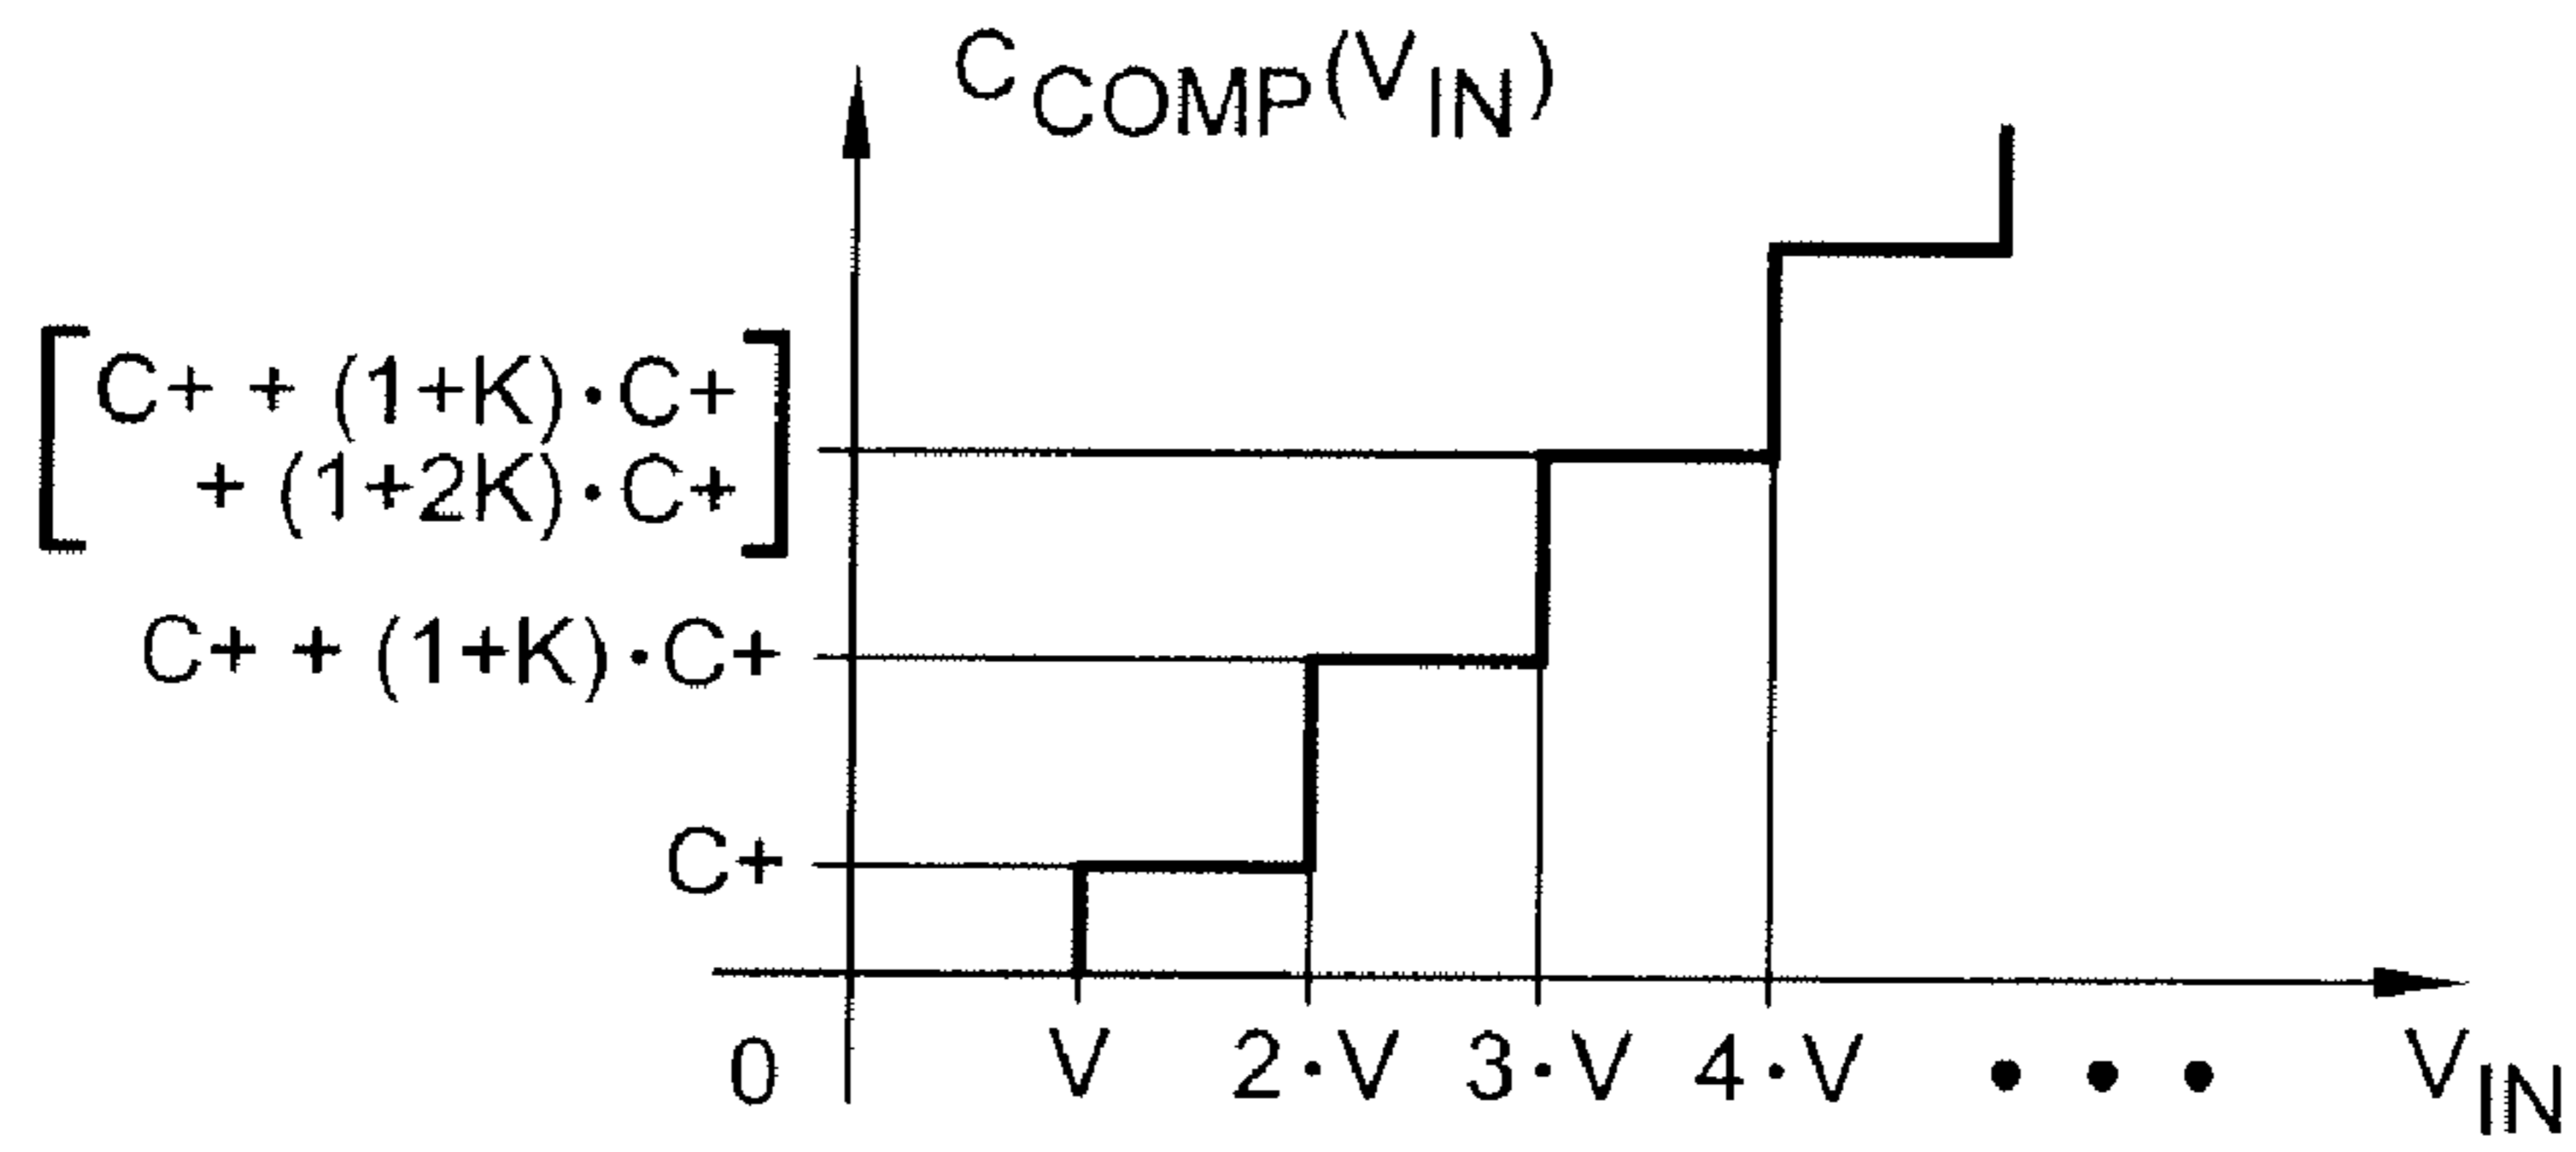 C_COMP(V_IN)
C+ + (1+K)·C+
+ (1+2K)·C+
C+ + (1+K)·C+
C+
0 V 2·V 3·V 4·V • • • V_IN